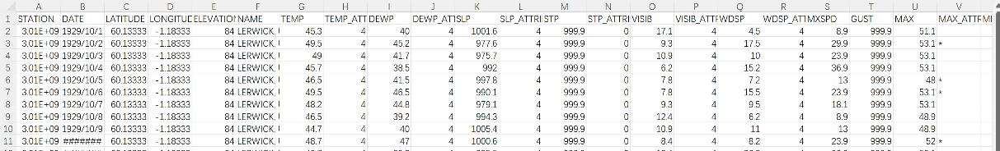 A B C D E F G H I J K L M N O P Q R S T U V
1 STATION DATE LATITUDE LONGITUD ELEVATION NAME TEMP TEMP_ATT DEWP DEWP_ATT SLP SLP_ATTRI STP STP_ATTRI VISIB VISIB_ATTR WDSP WDSP_ATT MXSPD GUST MAX MAX_ATTR MI
2 3.01E+09 1929/10/1 60.13333 -1.18333 84 LERWICK, U 45.3 4 40 4 1001.6 4 999.9 0 17.1 4 4.5 4 8.9 999.9 51.1
3 3.01E+09 1929/10/2 60.13333 -1.18333 84 LERWICK, U 49.5 4 45.2 4 977.6 4 999.9 0 9.3 4 17.5 4 29.9 999.9 53.1 *
4 3.01E+09 1929/10/3 60.13333 -1.18333 84 LERWICK, U 49 4 41.7 4 975.7 4 999.9 0 10.9 4 10 4 23.9 999.9 53.1
5 3.01E+09 1929/10/4 60.13333 -1.18333 84 LERWICK, U 45.7 4 38.5 4 992 4 999.9 0 6.2 4 15.2 4 36.9 999.9 53.1
6 3.01E+09 1929/10/5 60.13333 -1.18333 84 LERWICK, U 46.5 4 41.5 4 997.8 4 999.9 0 7.8 4 7.2 4 13 999.9 48 *
7 3.01E+09 1929/10/6 60.13333 -1.18333 84 LERWICK, U 49.5 4 46.5 4 990.1 4 999.9 0 7.8 4 15.5 4 23.9 999.9 53.1 *
8 3.01E+09 1929/10/7 60.13333 -1.18333 84 LERWICK, U 48.2 4 44.8 4 979.1 4 999.9 0 9.3 4 9.5 4 18.1 999.9 53.1
9 3.01E+09 1929/10/8 60.13333 -1.18333 84 LERWICK, U 46.5 4 39.2 4 994.3 4 999.9 0 12.4 4 6.2 4 8.9 999.9 48.9
10 3.01E+09 1929/10/9 60.13333 -1.18333 84 LERWICK, U 44.7 4 40 4 1005.4 4 999.9 0 10.9 4 11 4 13 999.9 48.9
11 3.01E+09 ####### 60.13333 -1.18333 84 LERWICK, U 48.7 4 47 4 1000.6 4 999.9 0 8.4 4 8.2 4 23.9 999.9 52 *